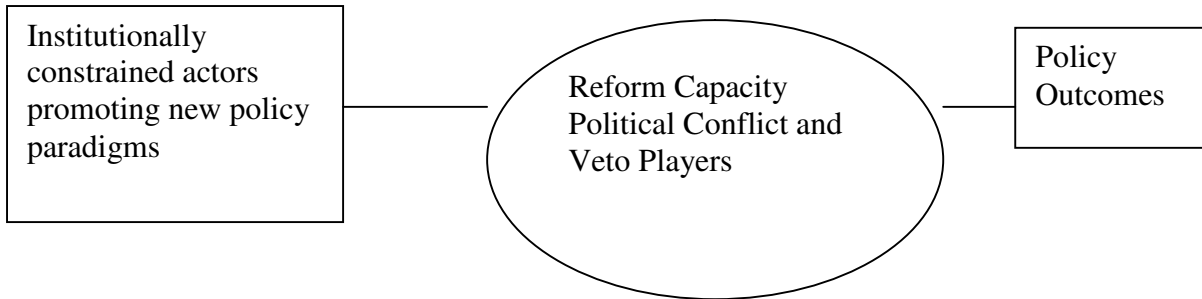 Institutionally
constrained actors
promoting new policy
paradigms
Reform Capacity
Political Conflict and
Veto Players
Policy
Outcomes